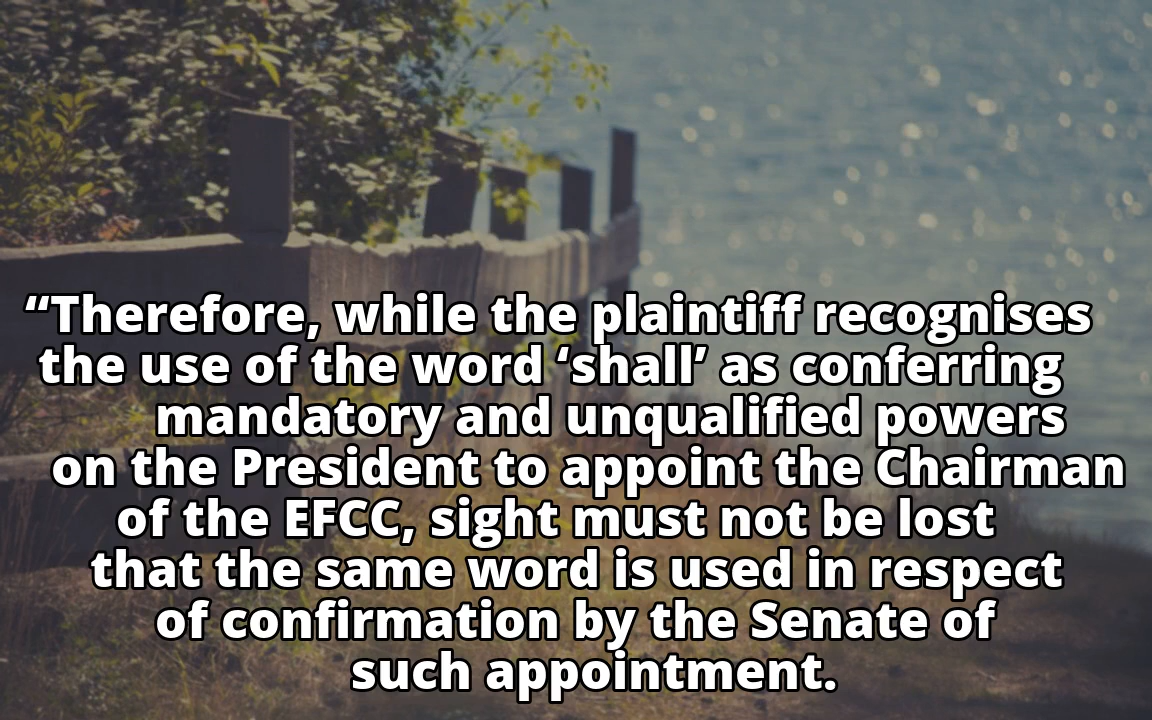 “Therefore, while the plaintiff recognises
the use of the word ‘shall’ as conferring
mandatory and unqualified powers
on the President to appoint the Chairman
of the EFCC, sight must not be lost
that the same word is used in respect
of confirmation by the Senate of
such appointment.